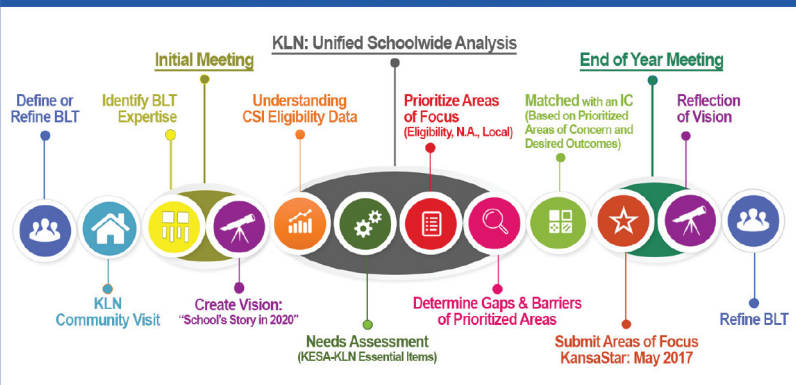 KLN: Unified Schoolwide Analysis
Initial Meeting
End of Year Meeting
Define or
Refine BLT
Identify BLT
Expertise
Understanding
CSI Eligibility Data
Prioritize Areas
of Focus
(Eligibility, N.A., Local)
Matched with an IC
(Based on Prioritized
Areas of Concern and
Desired Outcomes)
Reflection
of Vision
KLN
Community Visit
Create Vision:
“School’s Story in 2020”
Needs Assessment
(KESA-KLN Essential Items)
Determine Gaps & Barriers
of Prioritized Areas
Submit Areas of Focus
KansaStar: May 2017
Refine BLT